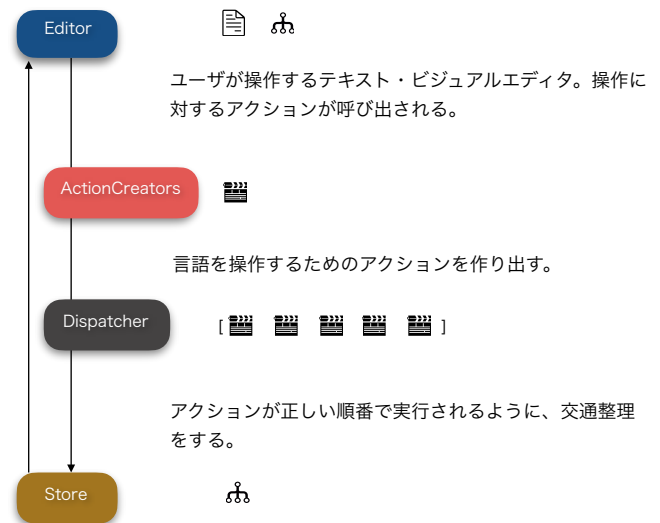 Editor
ユーザが操作するテキスト・ビジュアルエディタ。操作に
対するアクションが呼び出される。
ActionCreators
言語を操作するためのアクションを作り出す。
Dispatcher
[ ]
アクションが正しい順番で実行されるように、交通整理
をする。
Store